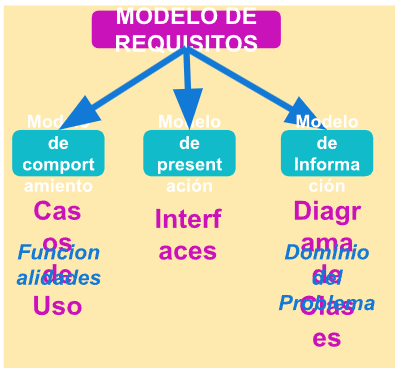 MODELO DE
REQUISITOS
Modelo
de
comport
amiento
Modelo
de
present
ación
Modelo
de
Informa
ción
Cas
os
de
Uso
Funcion
alidades
Interf
aces
Diagr
ama
de
Clas
es
Dominio
del
Problema